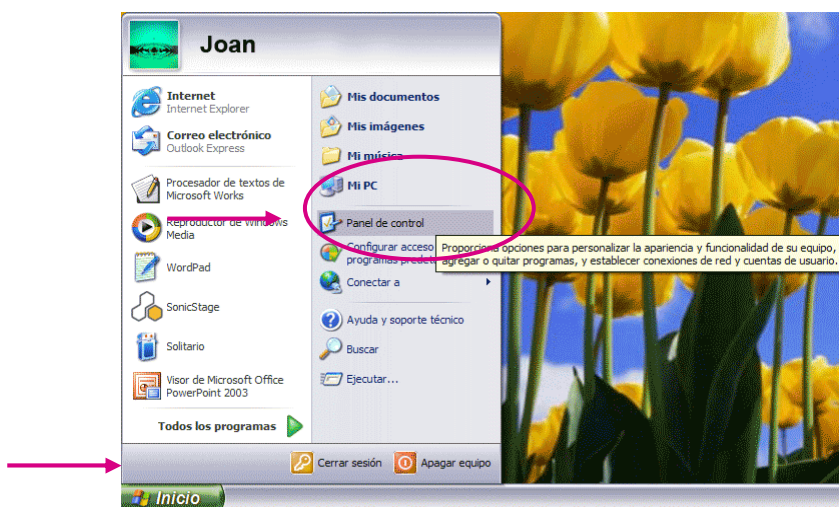 Joan
Internet
Internet Explorer
Correo electrónico
Outlook Express
Procesador de textos de
Microsoft Works
Reproductor de Windows
Media
WordPad
SonicStage
Solitario
Visor de Microsoft Office
PowerPoint 2003
Todos los programas
Mis documentos
Mis imágenes
Mi música
Mi PC
Panel de control
Configurar acceso
programas
Proporciona opciones para personalizar la apariencia y funcionalidad de su equipo,
agregar o quitar programas, y establecer conexiones de red y cuentas de usuario.
Conectar a
Ayuda y soporte técnico
Buscar
Ejecutar...
Cerrar sesión
Apagar equipo
Inicio